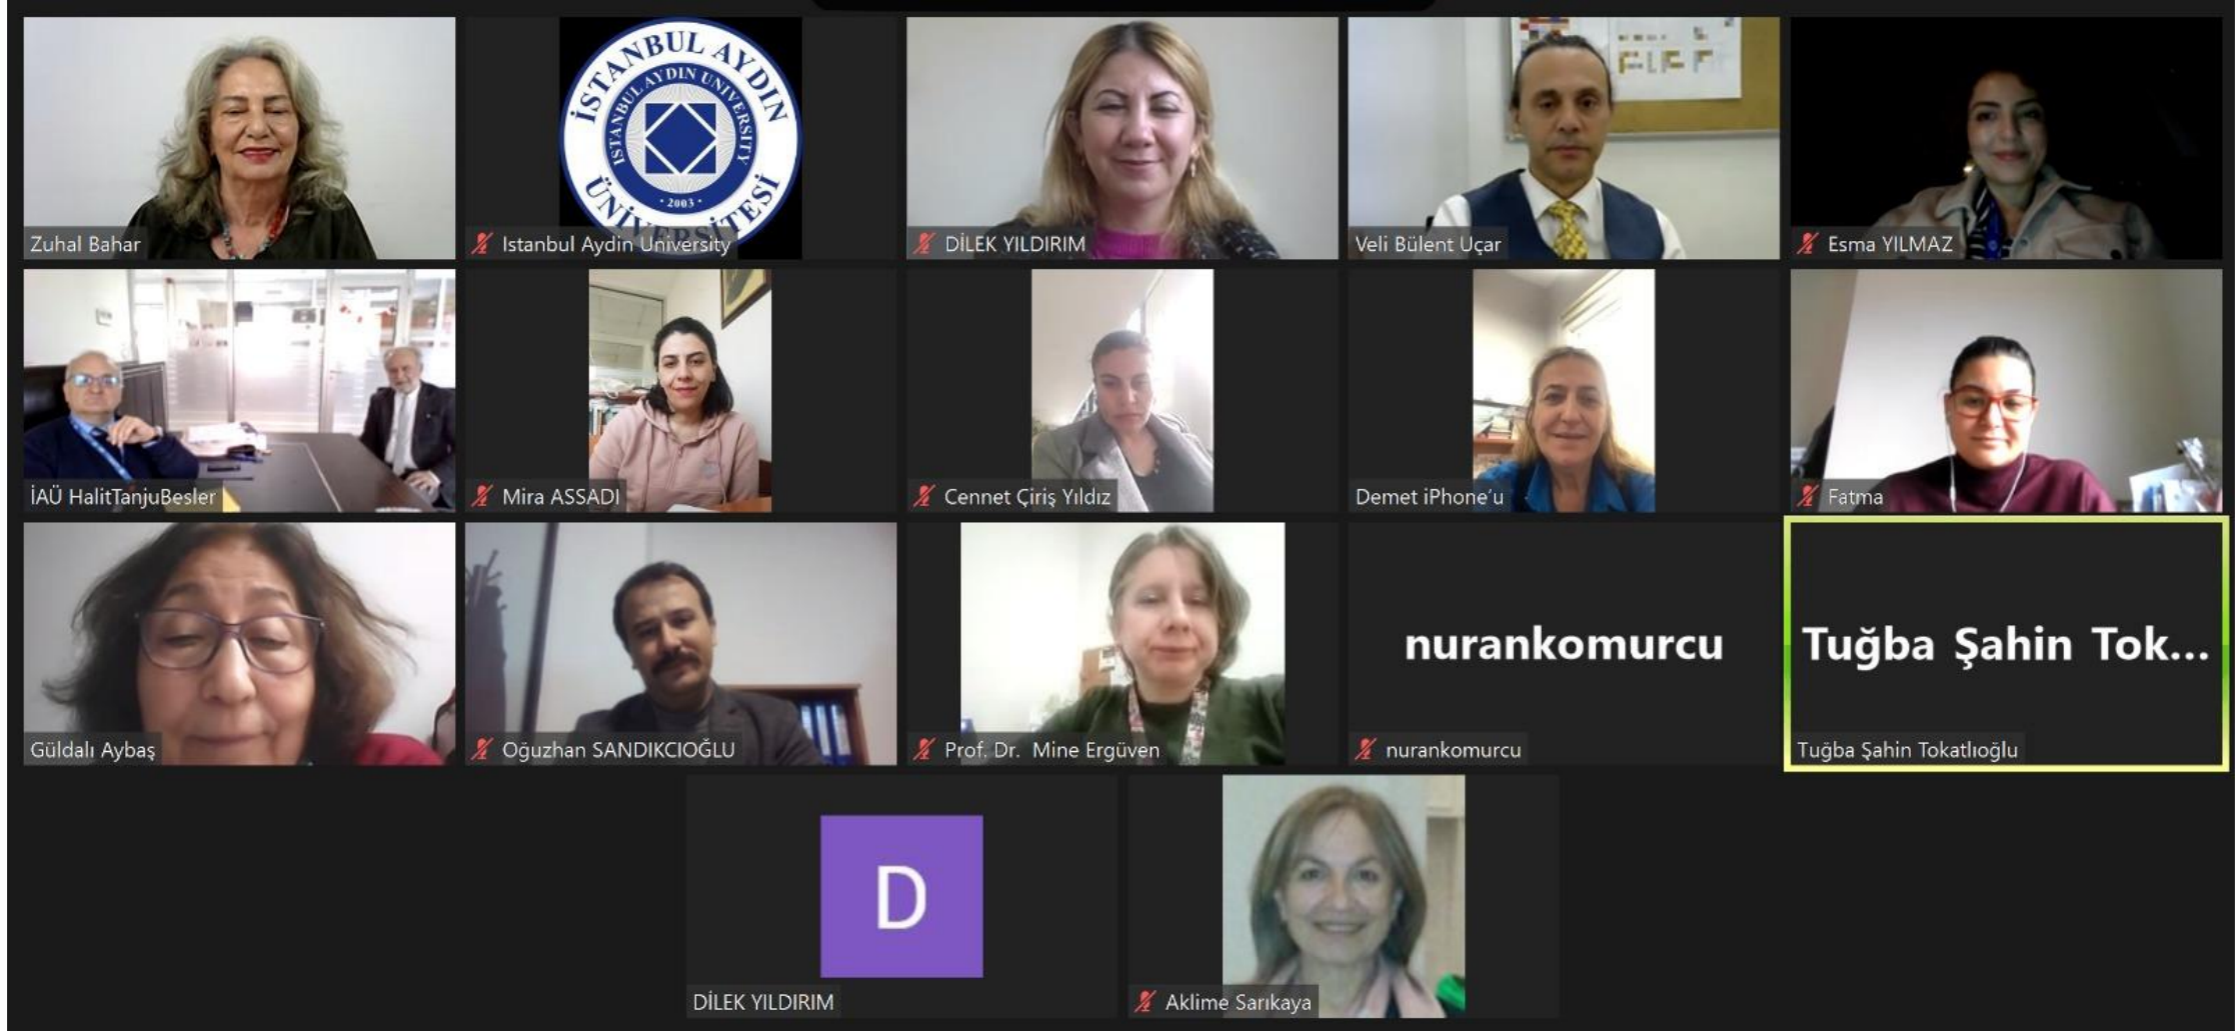 Zuhal Bahar
İSTANBUL AYDIN ÜNİVERSİTESİ
ISTANBUL AYDIN UNIVERSITY
• 2003 •
Istanbul Aydin University
DİLEK YILDIRIM
Veli Bülent Uçar
Esma YILMAZ
İAÜ HalitTanjuBesler
Mira ASSADI
Cennet Çiriş Yıldız
Demet iPhone'u
Fatma
Güldalı Aybaş
Oğuzhan SANDIKCIOĞLU
Prof. Dr. Mine Ergüven
nurankomurcu
nurankomurcu
Tuğba Şahin Tok...
Tuğba Şahin Tokatlıoğlu
D
DİLEK YILDIRIM
Aklime Sarıkaya